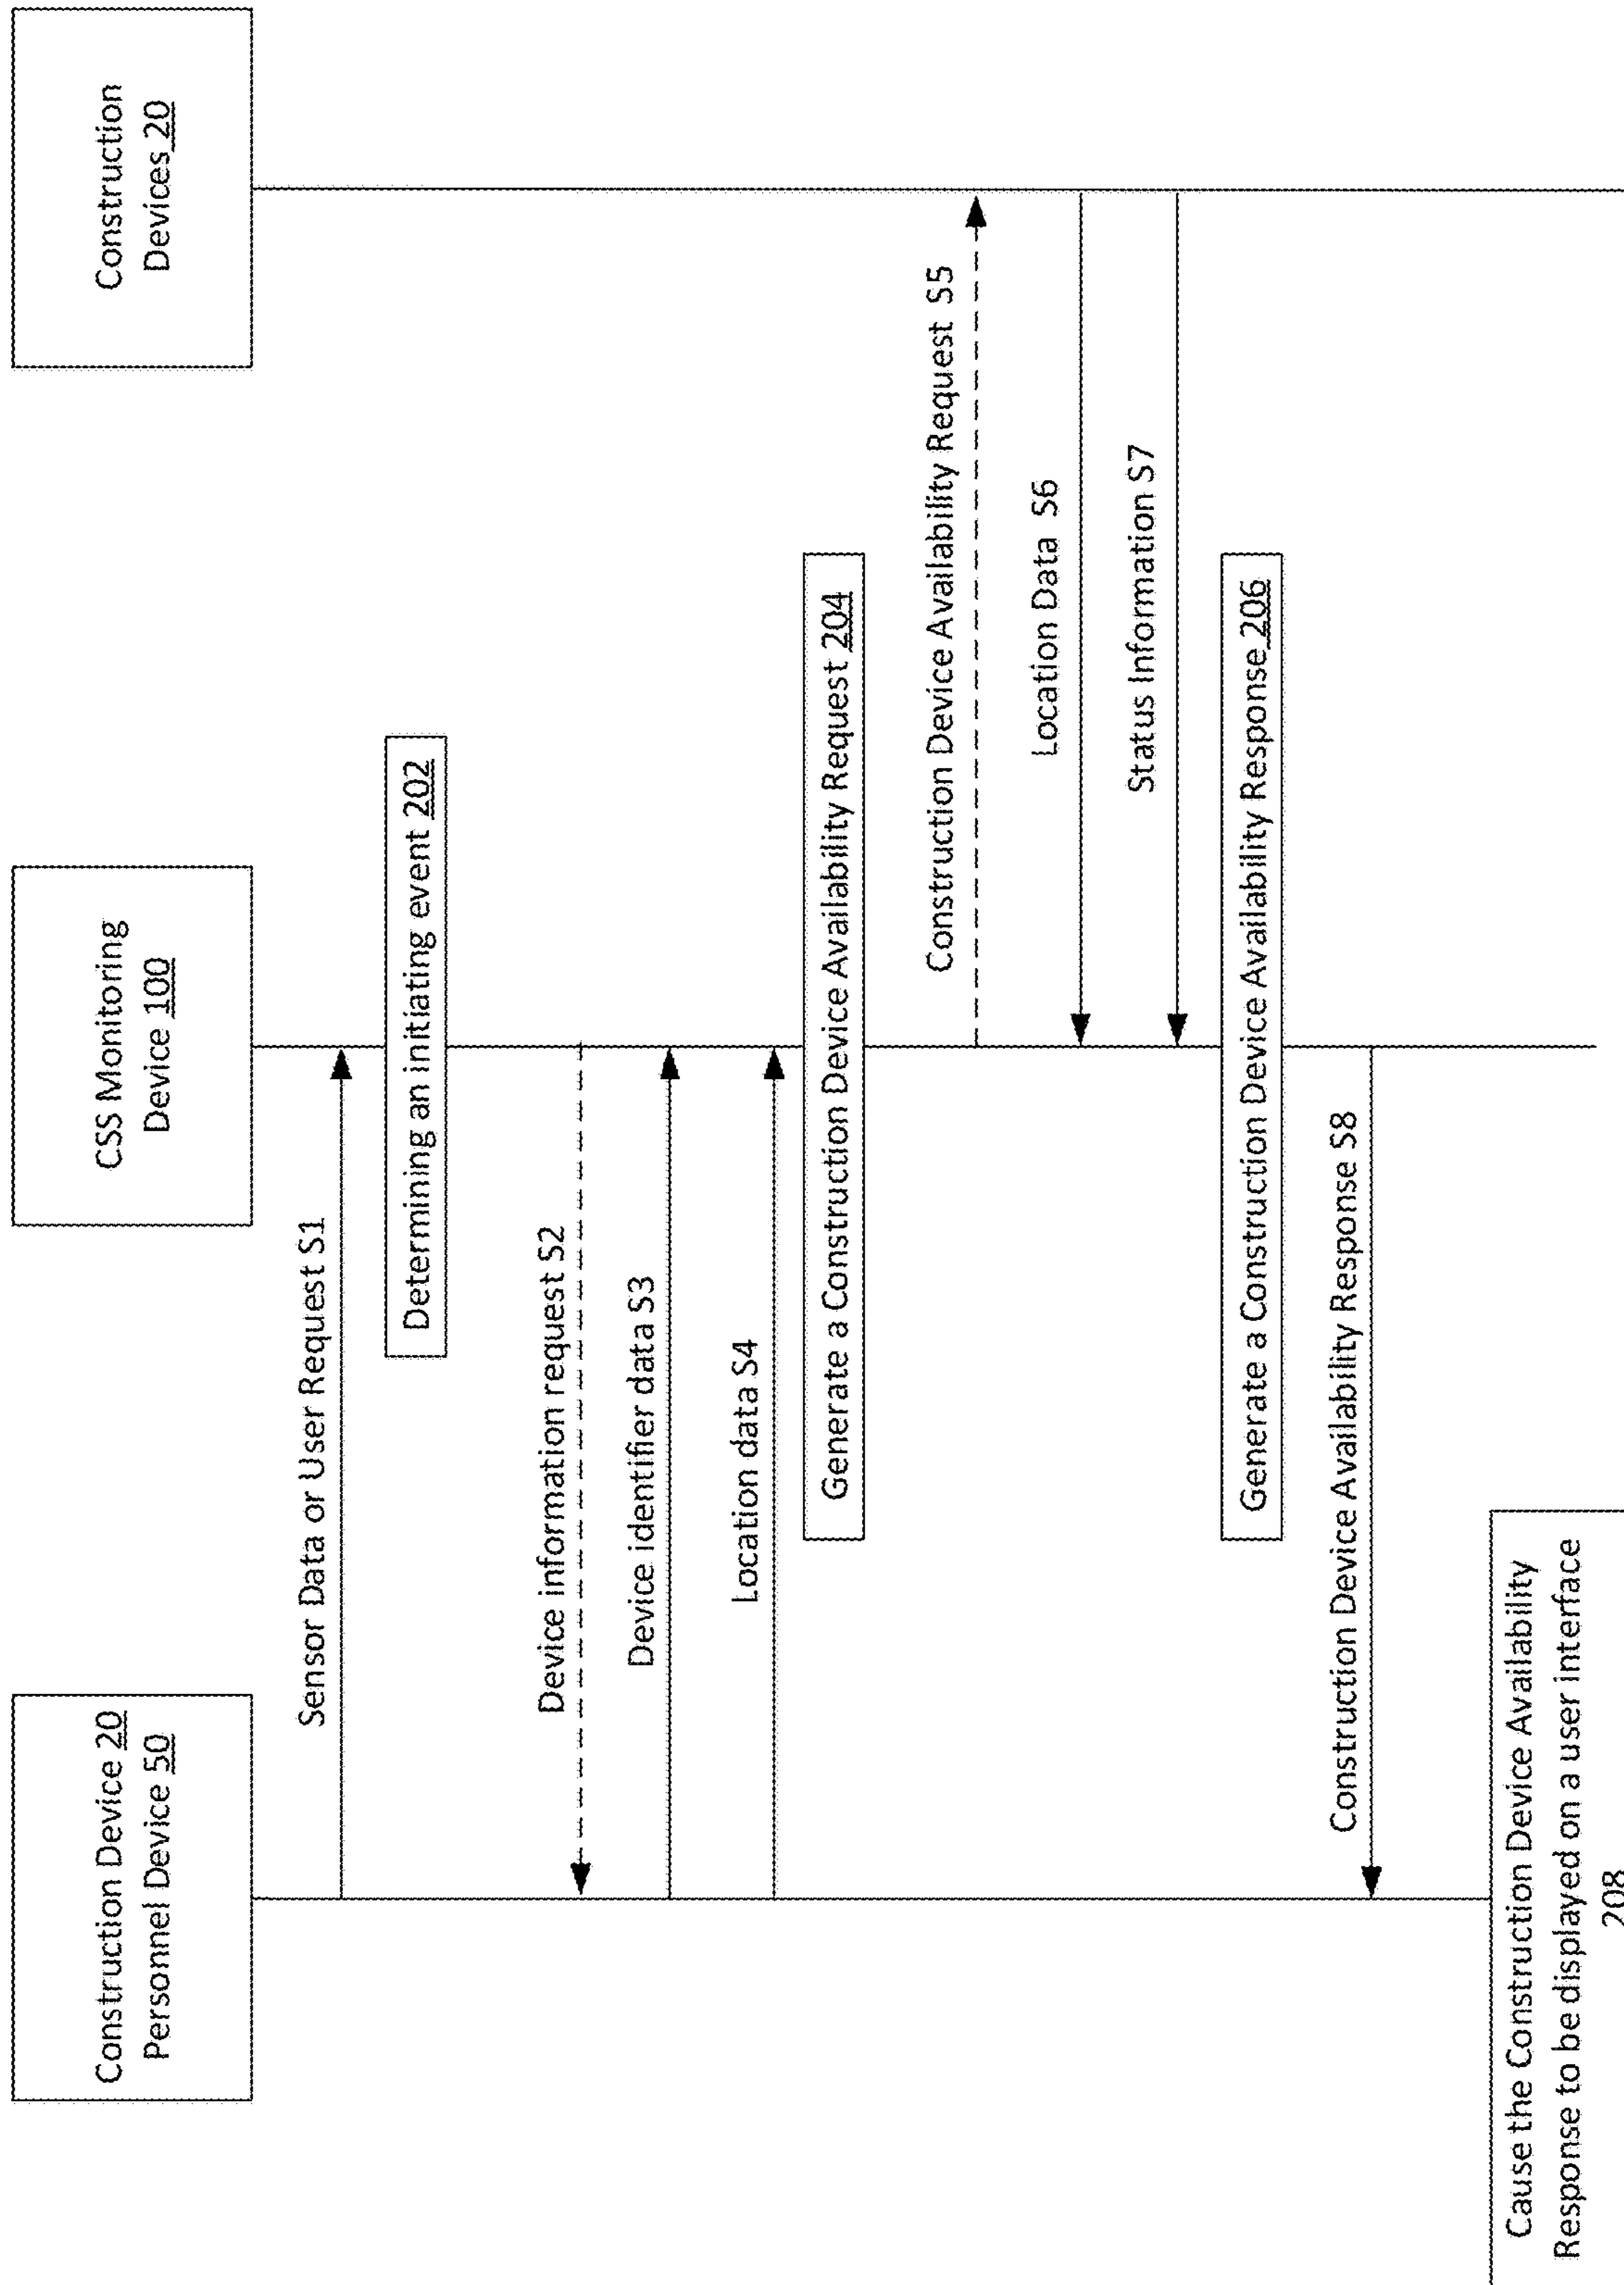 Construction Device 20
Personnel Device 50
CSS Monitoring
Device 100
Construction
Devices 20
Sensor Data or User Request S1
Determining an initiating event 202
Device information request S2
Device identifier data S3
Location data S4
Generate a Construction Device Availability Request 204
Construction Device Availability Request S5
Location Data S6
Status Information S7
Generate a Construction Device Availability Response 206
Construction Device Availability Response S8
Cause the Construction Device Availability
Response to be displayed on a user interface
208